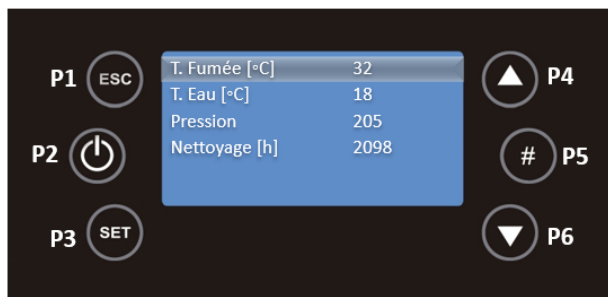 P1 ESC
P2
P3 SET
T. Fumée [°C] 32
T. Eau [°C] 18
Pression 205
Nettoyage [h] 2098
P4
# P5
P6